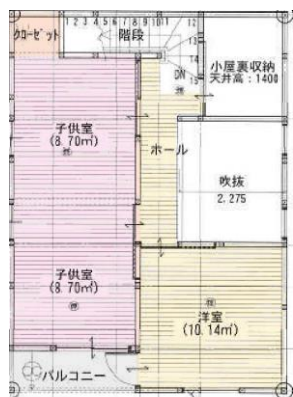 クローゼット
1 2 3 4 5 6 7 8 9 10 11 12
階段
13
14
15
DN
小屋裏収納
天井高：1400
子供室
(8.70㎡)
ホール
吹抜
2.275
子供室
(8.70㎡)
洋室
(10.14㎡)
バルコニー